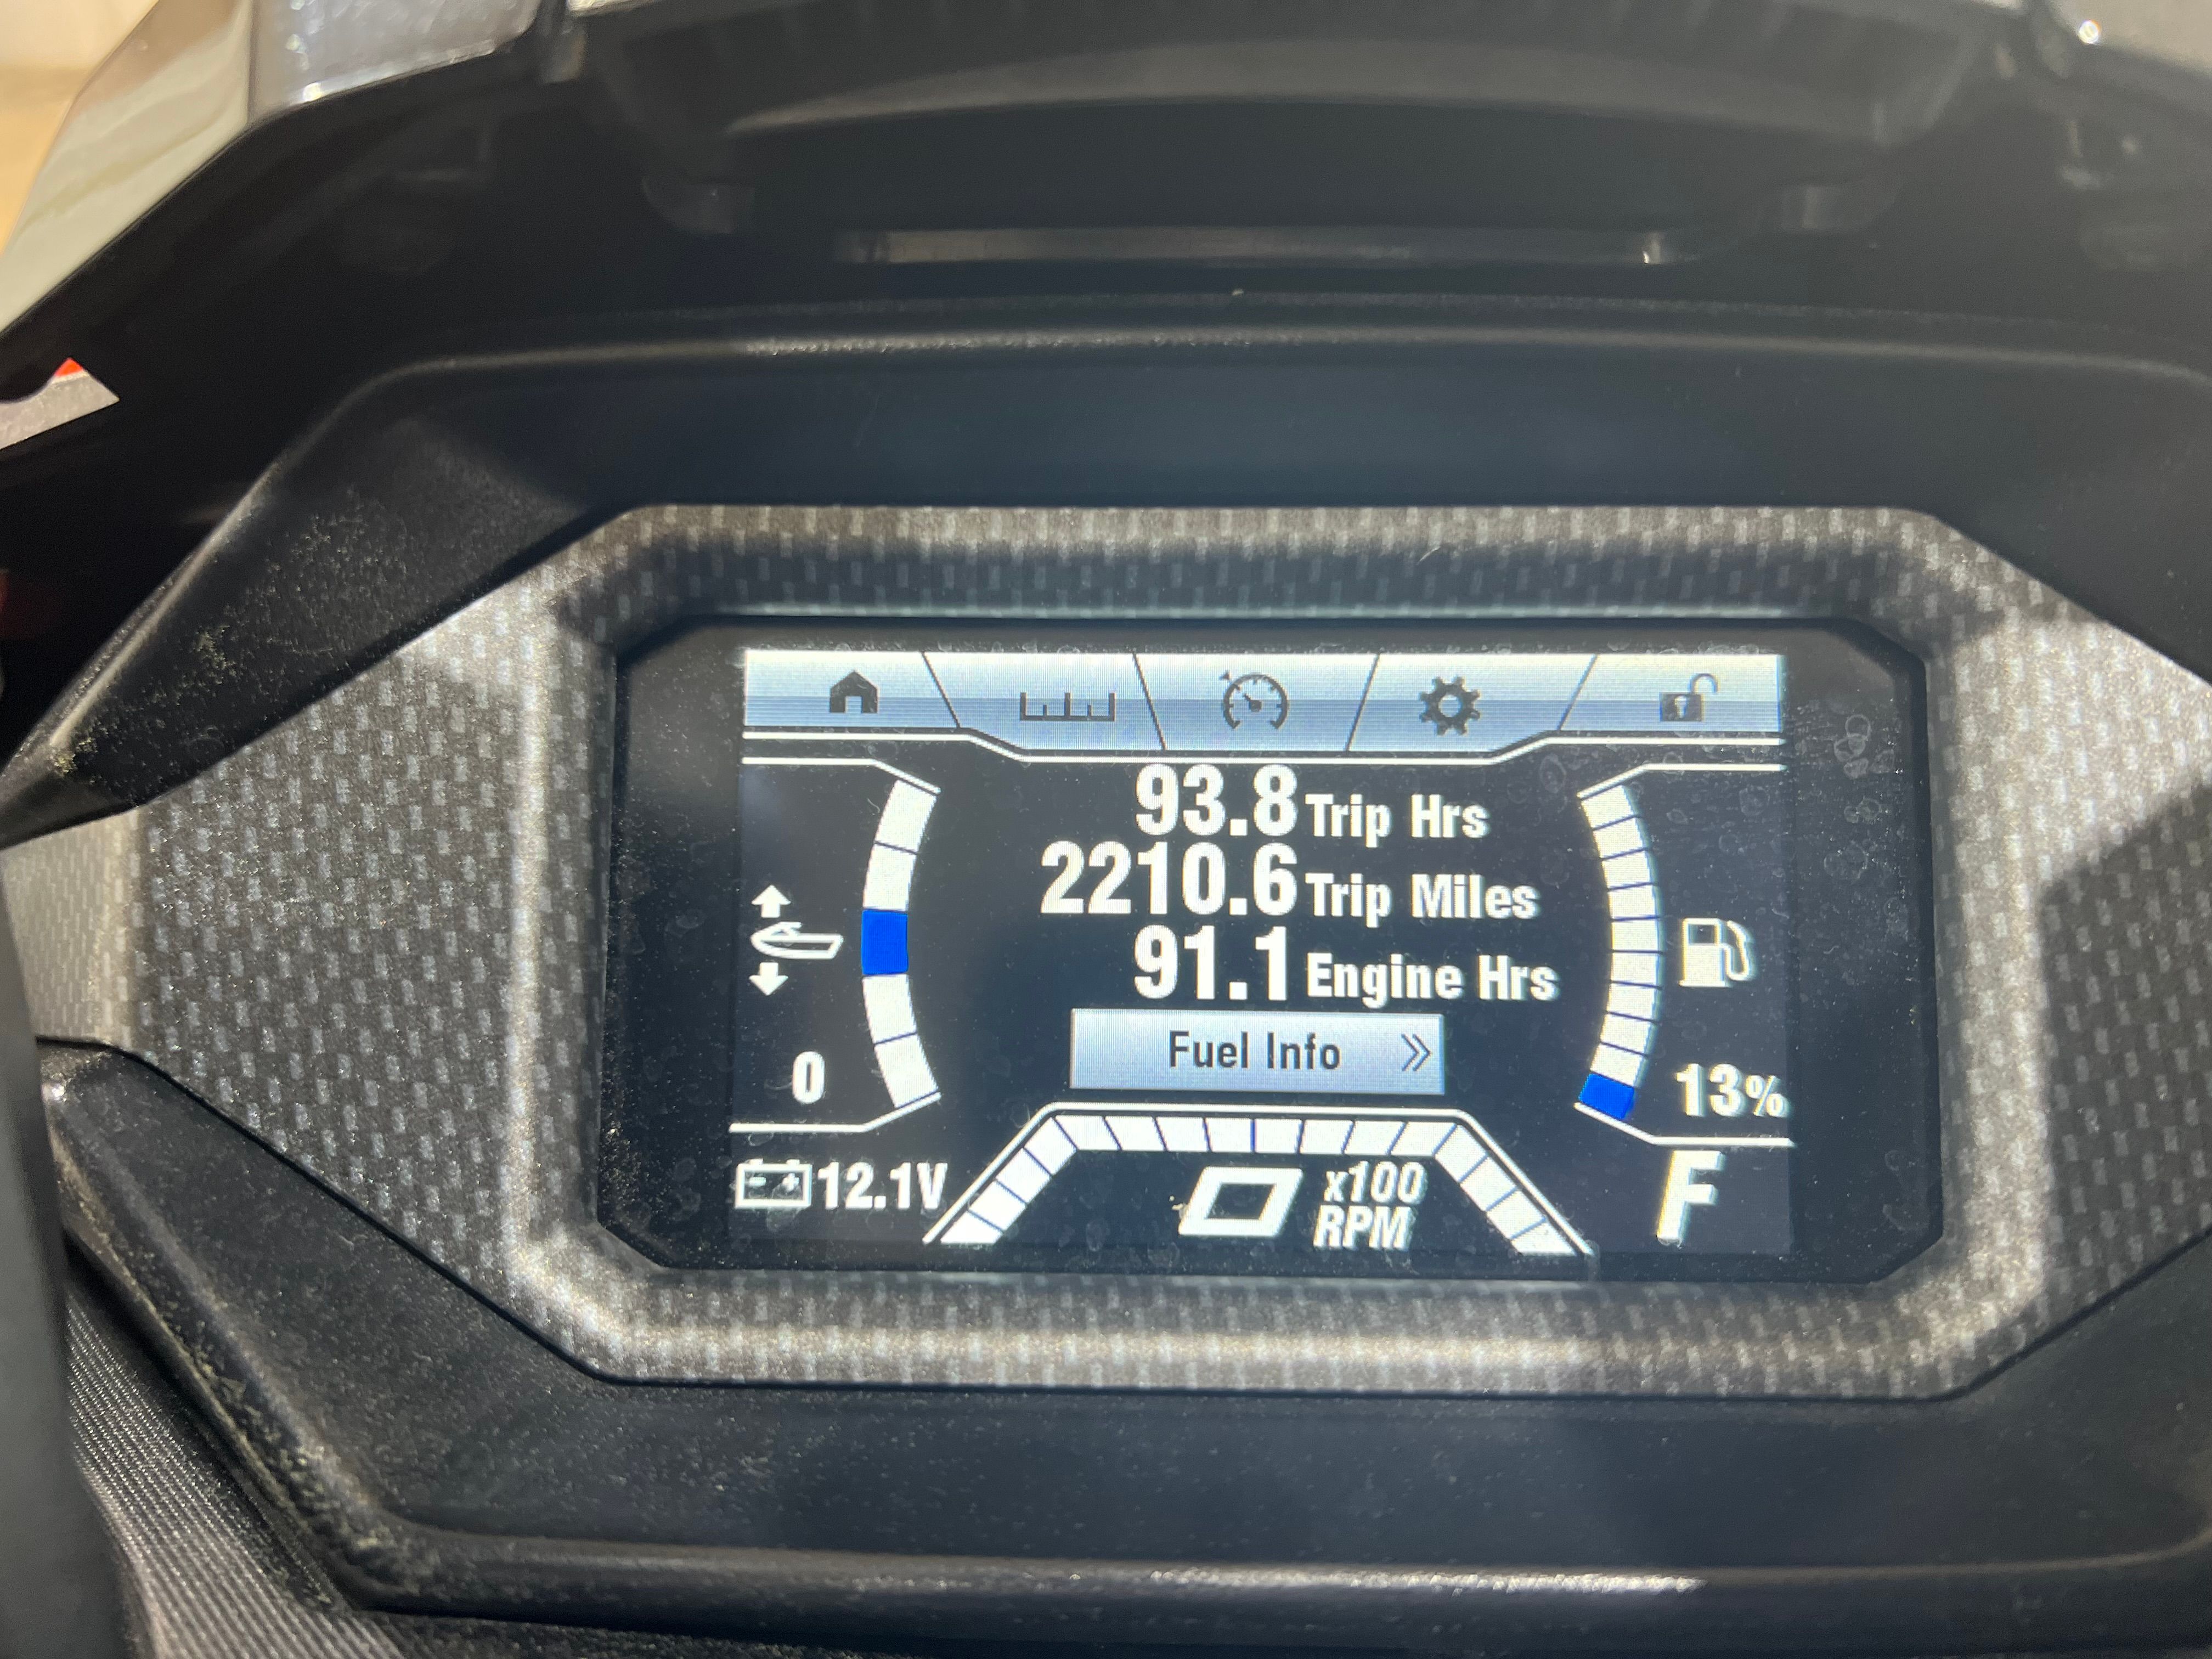 93.8 Trip Hrs
2210.6 Trip Miles
91.1 Engine Hrs
Fuel Info »
0
13%
12.1V
0 x100
RPM
F